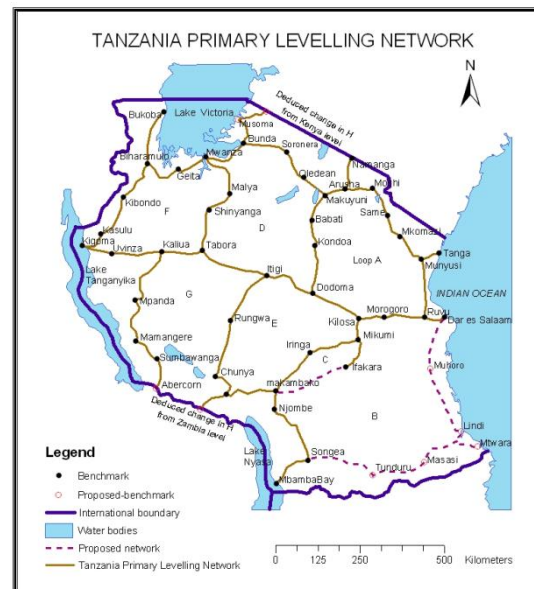 TANZANIA PRIMARY LEVELLING NETWORK
N
Deduced change in H
from Kenya level
Lake Victoria
Bukoba
Musoma
Bunda
Soronera
Namanga
Biharamulo
Mwanza
Geita
Oledean
Arusha
Moshi
Makuyuni
Malya
Kibondo
Same
F
Shinyanga
Babati
D
Mkomasi
Kasulu
Kigoma
Uvinza
Kaliua
Tabora
Kondoa
Loop A
Tanga
Munyusi
Lake
Tanganyika
Itigi
INDIAN OCEAN
G
Dodoma
Mpanda
Morogoro
Ruvu
Dar es Salaam
Rungwa
E
Kilosa
Mikumi
Mamangere
Iringa
C
Sumbawanga
Ifakara
Muhoro
Chunya
Abercorn
makambako
Deduced change in H
from Zambia level
Njombe
B
Lindi
Mtwara
Lake
Nyasa
Songea
Masasi
Tunduru
MbambaBay
Legend
Benchmark
Proposed-benchmark
International boundary
Water bodies
Proposed network
Tanzania Primary Levelling Network
0 125 250 500
Kilometers